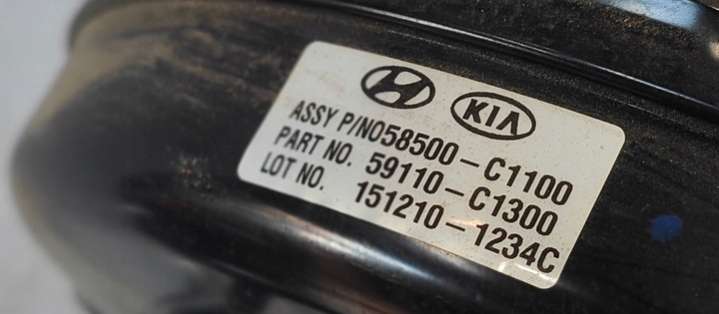 KIA
ASSY P/NO58500-C1100
PART NO. 59110-C1300
LOT NO. 151210-1234C